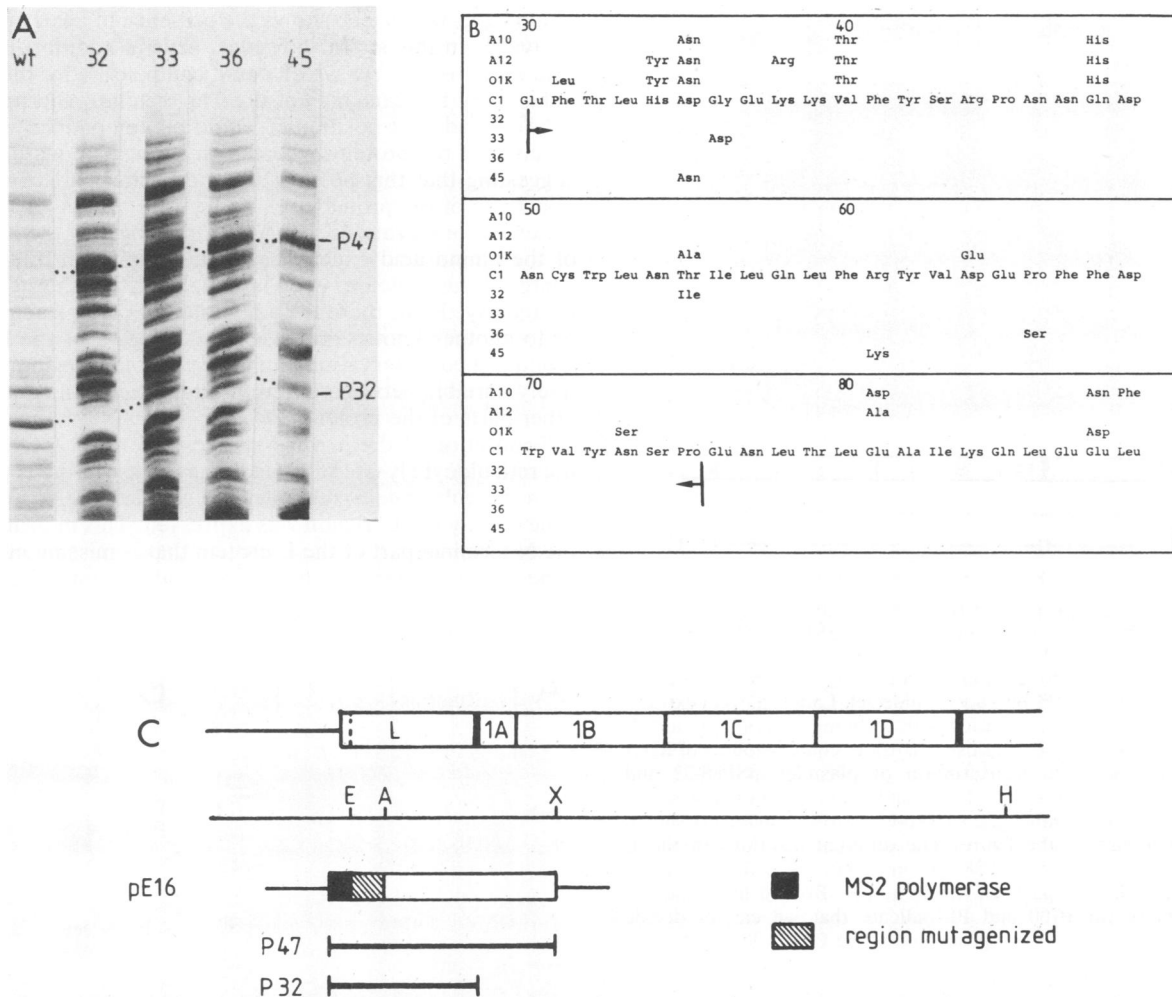 A
wt 32 33 36 45
P47
P32
B 30 40
A10 Asn Thr His
A12 Tyr Asn Arg Thr His
O1K Leu Tyr Asn Thr His
C1 Glu Phe Thr Leu His Asp Gly Glu Lys Lys Val Phe Tyr Ser Arg Pro Asn Asn Gln Asp
32
33 Asp
36
45 Asn
50 60
A10
A12
O1K Ala Glu
C1 Asn Cys Trp Leu Asn Thr Ile Leu Gln Leu Phe Arg Tyr Val Asp Glu Pro Phe Phe Asp
32 Ile
33
36 Ser
45 Lys
70 80
A10 Asp Asn Phe
A12 Ala
O1K Ser Asp
C1 Trp Val Tyr Asn Ser Pro Glu Asn Leu Thr Leu Glu Ala Ile Lys Gln Leu Glu Glu Leu
32
33
36
45
C L 1A 1B 1C 1D
E A X H
pE16
MS2 polymerase
P47
region mutagenized
P32